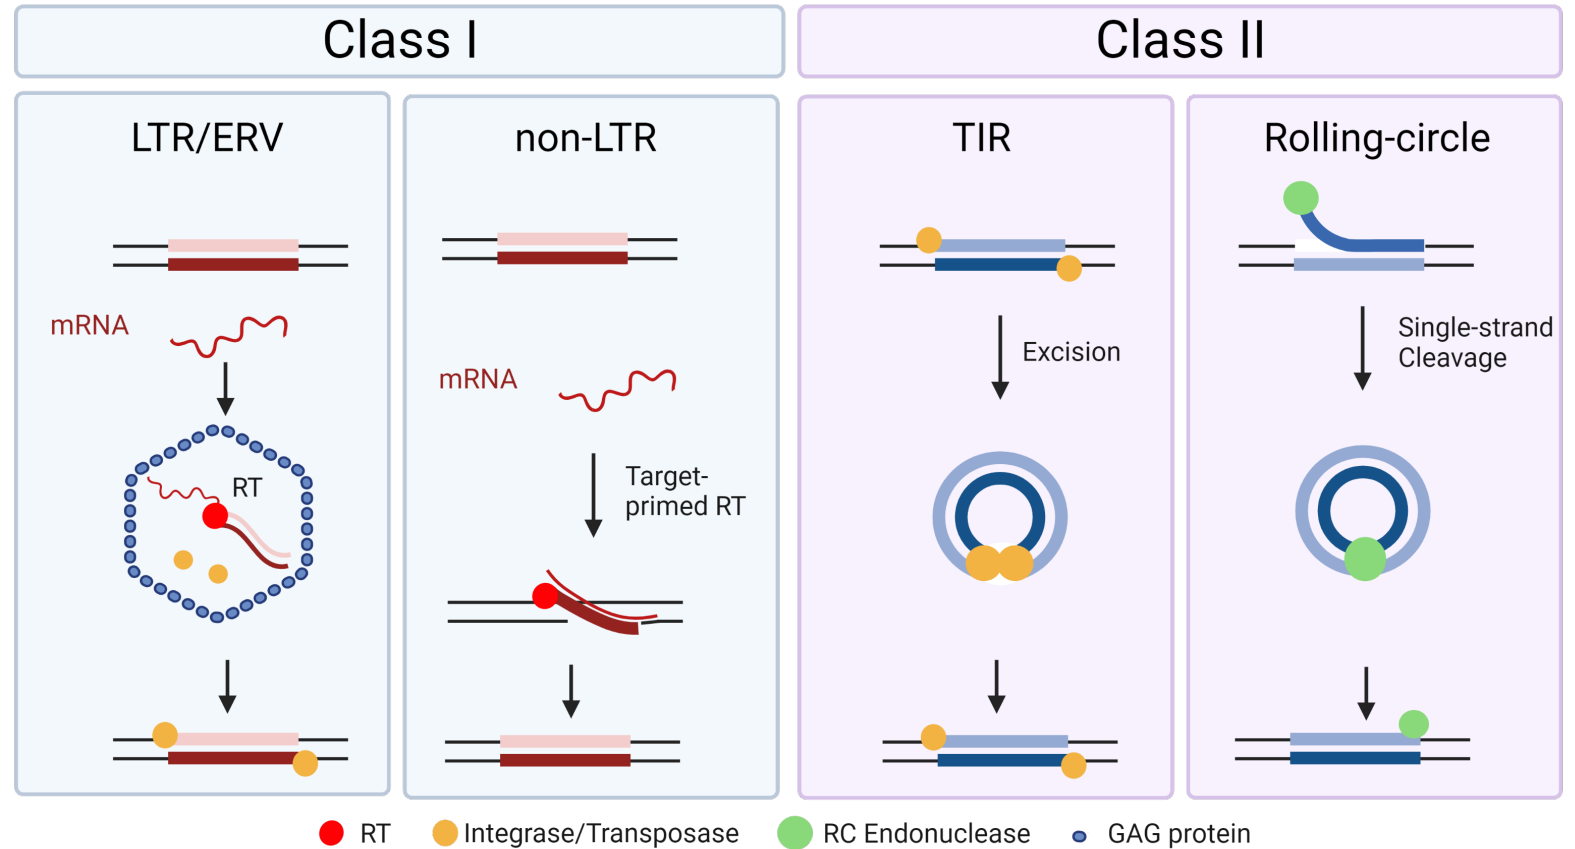 Class I
Class II
LTR/ERV
non-LTR
TIR
Rolling-circle
mRNA
RT
mRNA
Target-
primed RT
Excision
Single-strand
Cleavage
RT
Integrase/Transposase
RC Endonuclease
GAG protein